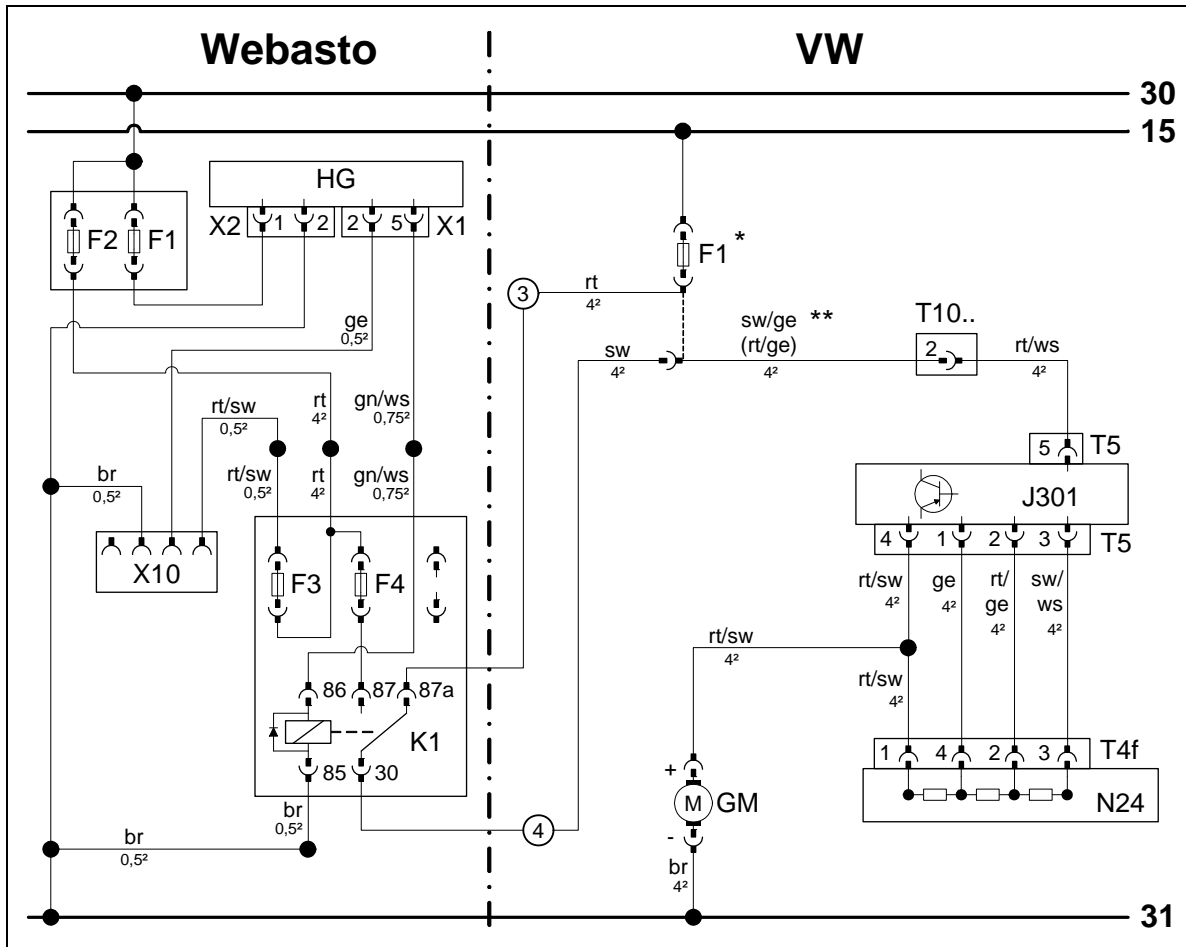 Webasto
VW
30
15
HG
X2 1 2 2 5 X1
F2 F1
F1 *
3 rt
4²
ge
0,5²
sw/ge **
(rt/ge)
4²
T10..
2
sw
4²
rt/ws
4²
rt/sw
0,5²
rt
4²
gn/ws
0,75²
rt/sw
0,5²
rt
4²
gn/ws
0,75²
br
0,5²
5 T5
J301
4 1 2 3 T5
X10
F3 F4
rt/sw
4²
ge
4²
rt/
ge
4²
sw/
ws
4²
rt/sw
4²
rt/sw
4²
86 87 87a
K1
85 30
1 4 2 3 T4f
N24
+
M GM
-
br
0,5²
4
br
0,5²
br
4²
31